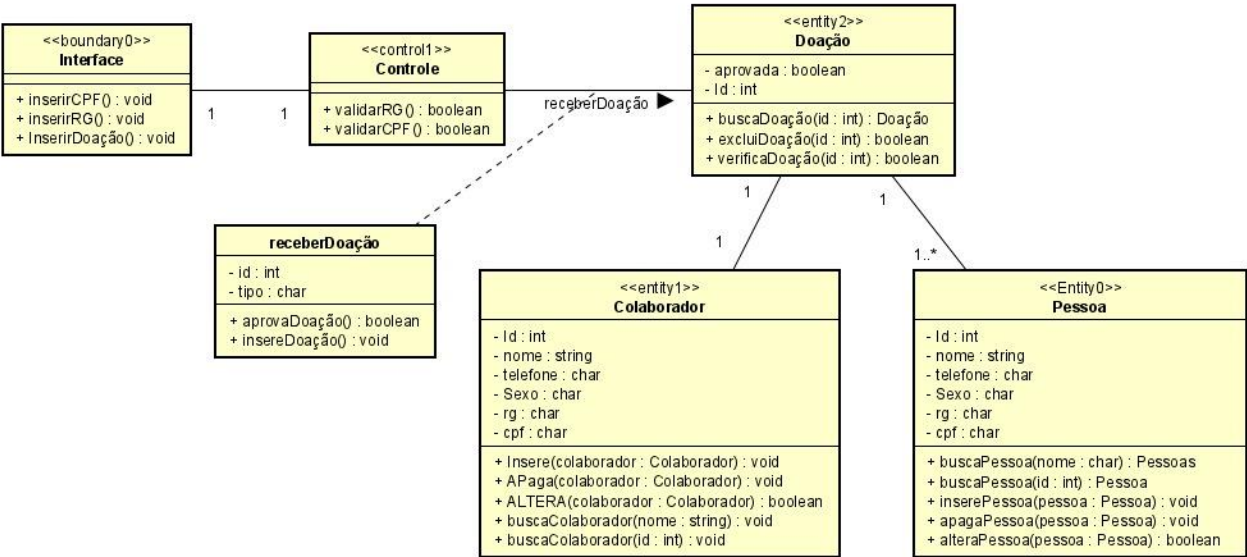 <<boundary0>>
Interface
+ inserirCPF() : void
+ inserirRG() : void
+ InserirDoação() : void
1
1
<<control1>>
Controle
+ validarRG() : boolean
+ validarCPF() : boolean
receberDoação
<<entity2>>
Doação
- aprovada : boolean
- Id : int
+ buscaDoação(id : int) : Doação
+ excluiDoação(id : int) : boolean
+ verificaDoação(id : int) : boolean
1
1
1
1..*
receberDoação
- id : int
- tipo : char
+ aprovaDoação() : boolean
+ insereDoação() : void
<<entity1>>
Colaborador
- Id : int
- nome : string
- telefone : char
- Sexo : char
- rg : char
- cpf : char
+ Insere(colaborador : Colaborador) : void
+ APaga(colaborador : Colaborador) : void
+ ALTERA(colaborador : Colaborador) : boolean
+ buscaColaborador(nome : string) : void
+ buscaColaborador(id : int) : void
<<Entity0>>
Pessoa
- Id : int
- nome : string
- telefone : char
- Sexo : char
- rg : char
- cpf : char
+ buscaPessoa(nome : char) : Pessoas
+ buscaPessoa(id : int) : Pessoa
+ inserePessoa(pessoa : Pessoa) : void
+ apagaPessoa(pessoa : Pessoa) : void
+ alteraPessoa(pessoa : Pessoa) : boolean